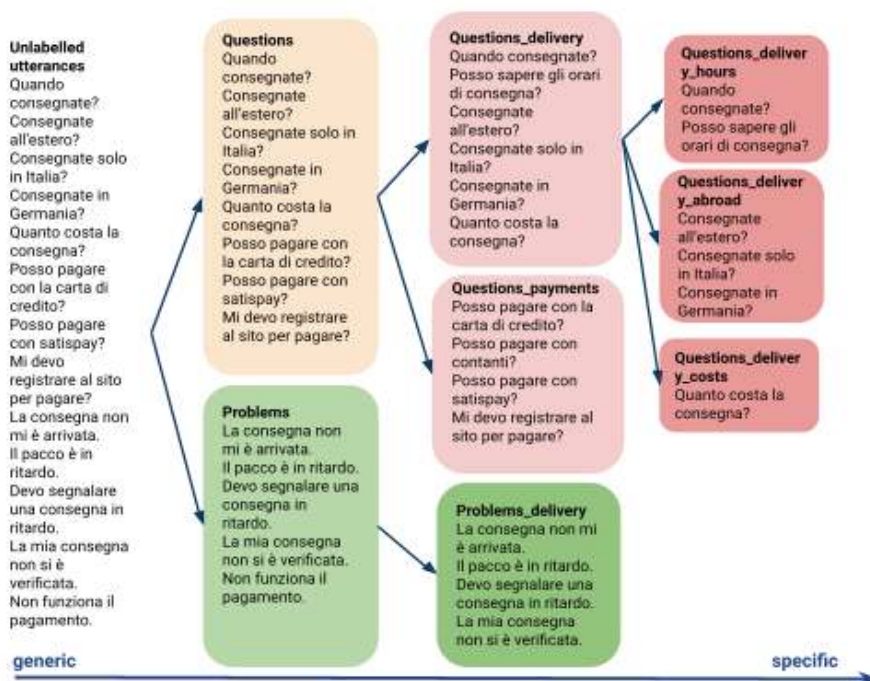 Unlabelled
utterances
Quando
consegnate?
Consegnate
all'estero?
Consegnate solo
in Italia?
Consegnate in
Germania?
Quanto costa la
consegna?
Posso pagare
con la carta di
credito?
Posso pagare
con satispay?
Mi devo
registrare al sito
per pagare?
La consegna non
mi è arrivata.
Il pacco è in
ritardo.
Devo segnalare
una consegna in
ritardo.
La mia consegna
non si è
verificata.
Non funziona il
pagamento.
Questions
Quando
consegnate?
Consegnate
all'estero?
Consegnate solo in
Italia?
Consegnate in
Germania?
Quanto costa la
consegna?
Posso pagare con
la carta di credito?
Posso pagare con
satispay?
Mi devo registrare
al sito per pagare?
Problems
La consegna non
mi è arrivata.
Il pacco è in ritardo.
Devo segnalare una
consegna in
ritardo.
La mia consegna
non si è verificata.
Non funziona il
pagamento.
Questions_delivery
Quando consegnate?
Posso sapere gli orari
di consegna?
Consegnate
all'estero?
Consegnate solo in
Italia?
Consegnate in
Germania?
Quanto costa la
consegna?
Questions_payments
Posso pagare con la
carta di credito?
Posso pagare con
contanti?
Posso pagare con
satispay?
Mi devo registrare al
sito per pagare?
Problems_delivery
La consegna non mi
è arrivata.
Il pacco è in ritardo.
Devo segnalare una
consegna in ritardo.
La mia consegna
non si è verificata.
Questions_deliver
y_hours
Quando
consegnate?
Posso sapere gli
orari di consegna?
Questions_deliver
y_abroad
Consegnate
all'estero?
Consegnate solo
in Italia?
Consegnate in
Germania?
Questions_deliver
y_costs
Quanto costa la
consegna?
generic
specific